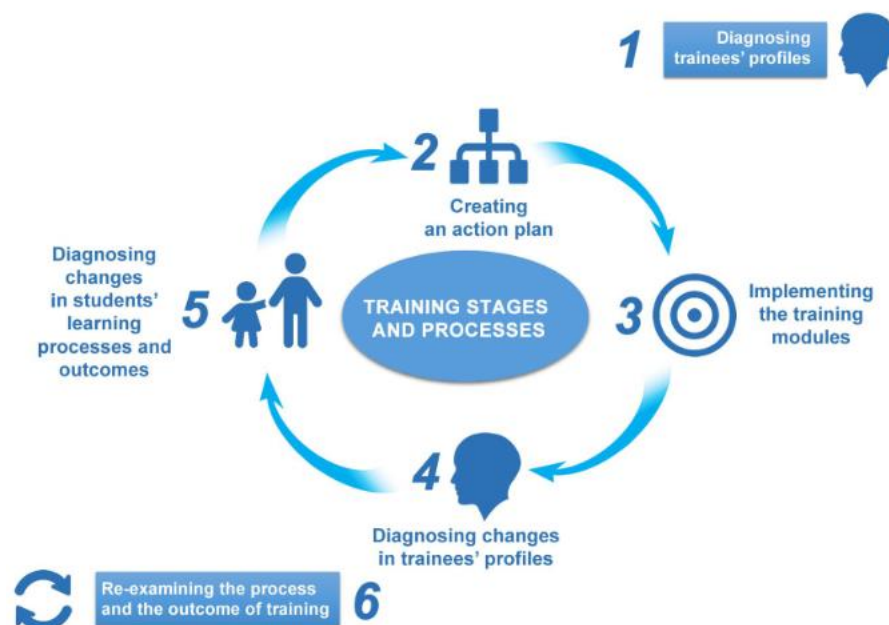 1
Diagnosing
trainees’ profiles
2
Creating
an action plan
3
Implementing
the training
modules
4
Diagnosing changes
in trainees’ profiles
5
Diagnosing
changes
in students’
learning
processes and
outcomes
TRAINING STAGES
AND PROCESSES
Re-examining the process
and the outcome of training
6